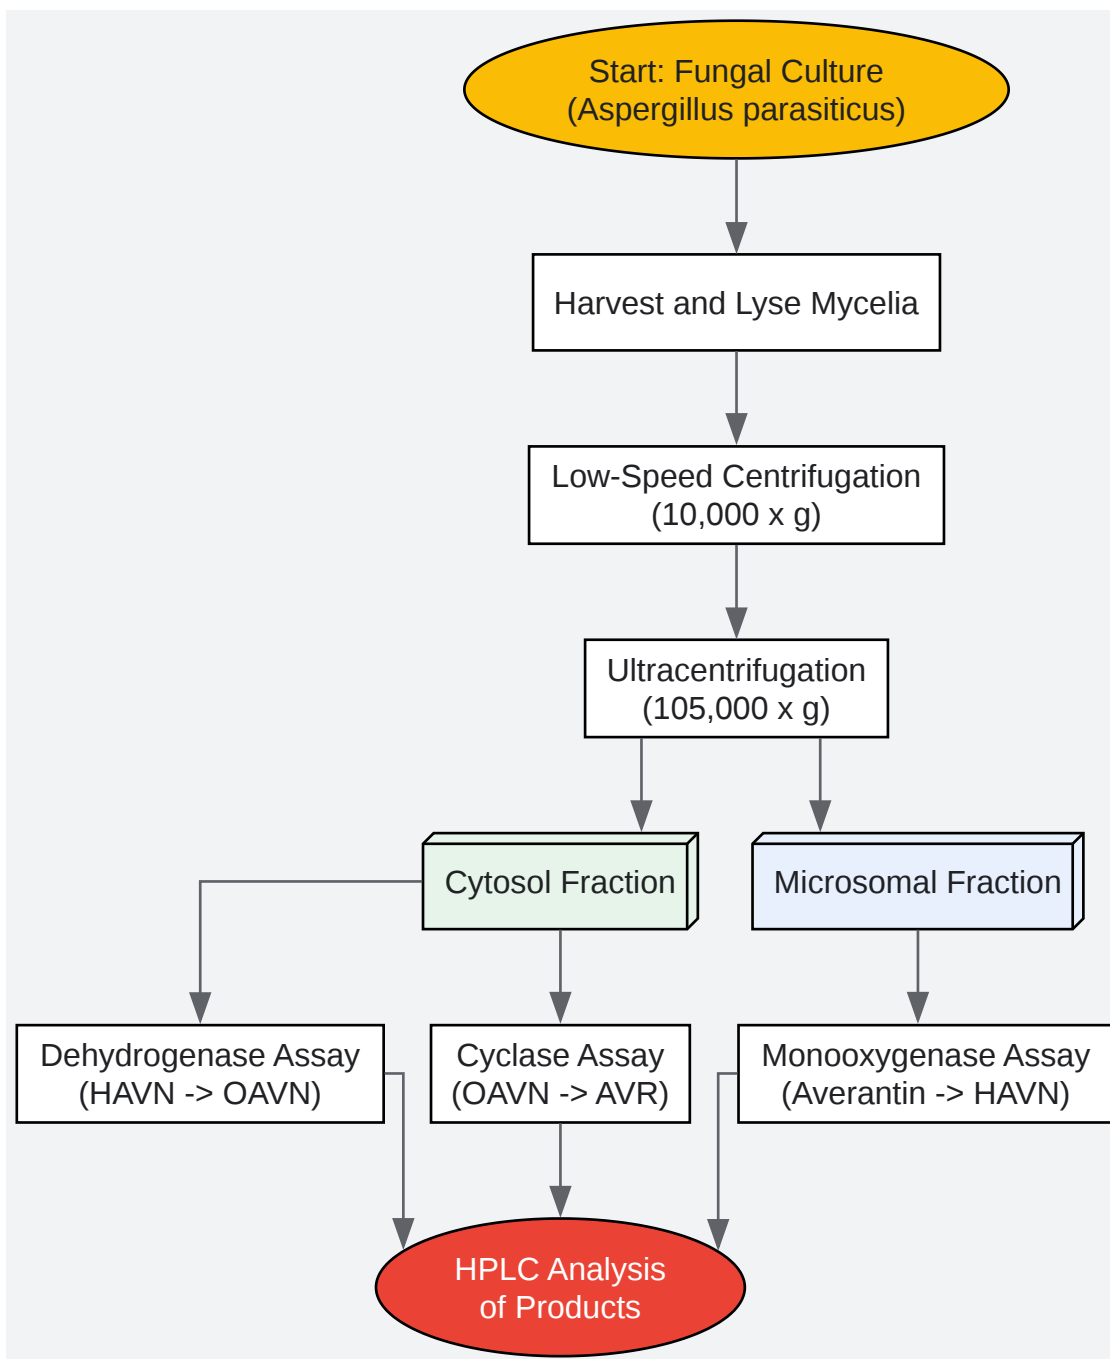 Start: Fungal Culture
(Aspergillus parasiticus)
Harvest and Lyse Mycelia
Low-Speed Centrifugation
(10,000 x g)
Ultracentrifugation
(105,000 x g)
Cytosol Fraction
Microsomal Fraction
Dehydrogenase Assay
(HAVN -> OAVN)
Cyclase Assay
(OAVN -> AVR)
Monooxygenase Assay
(Averantin -> HAVN)
HPLC Analysis
of Products